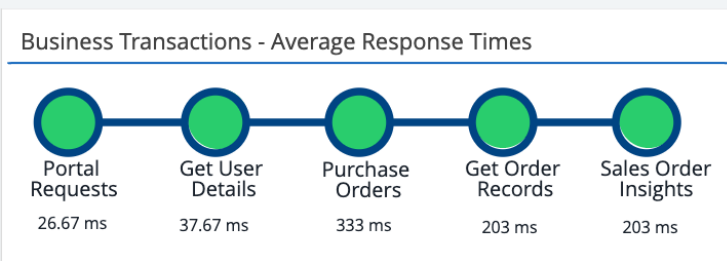 Business Transactions - Average Response Times
Portal Requests
26.67 ms
Get User Details
37.67 ms
Purchase Orders
333 ms
Get Order Records
203 ms
Sales Order Insights
203 ms